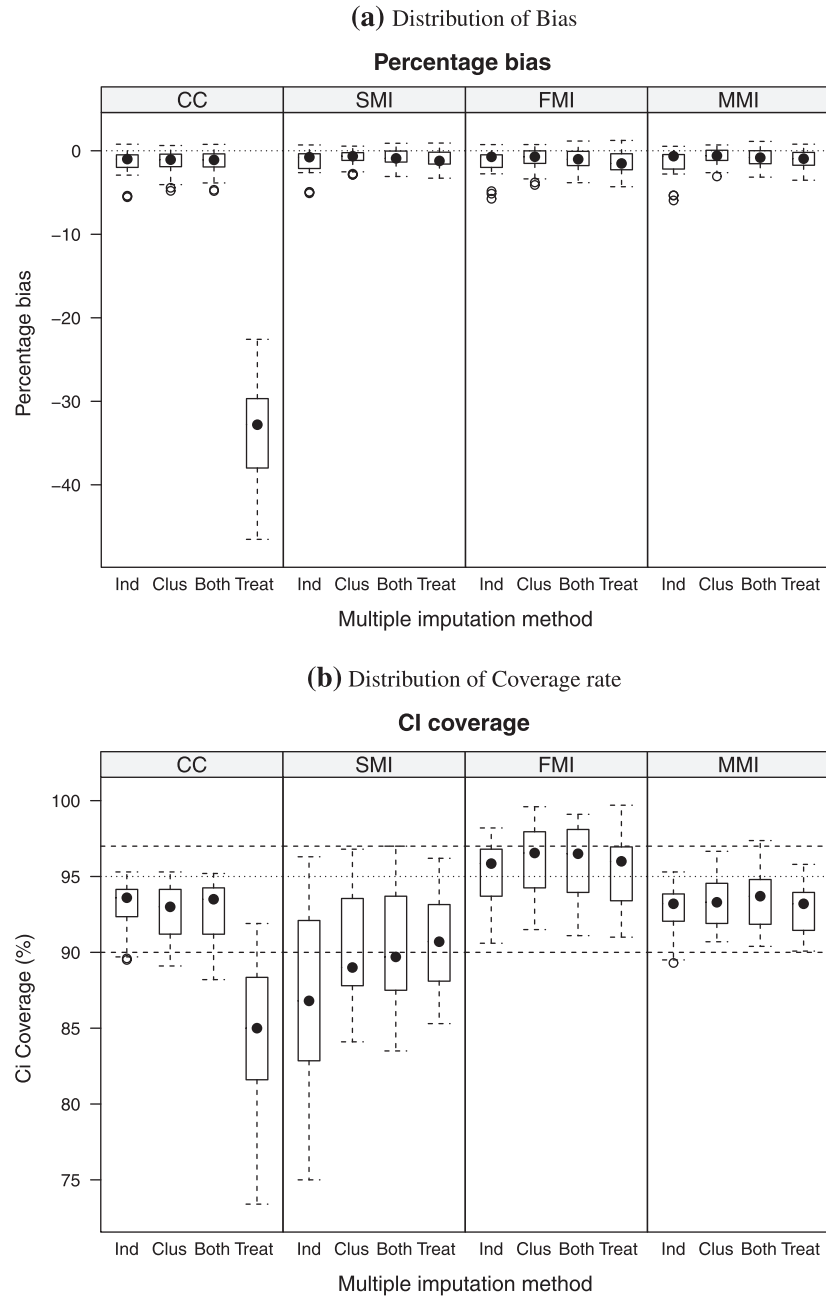 (a) Distribution of Bias
Percentage bias
CC SMI FMI MMI
Percentage bias
0
−10
−20
−30
−40
Ind Clus Both Treat Ind Clus Both Treat Ind Clus Both Treat Ind Clus Both Treat
Multiple imputation method
(b) Distribution of Coverage rate
CI coverage
CC SMI FMI MMI
Ci Coverage (%)
100
95
90
85
80
75
Ind Clus Both Treat Ind Clus Both Treat Ind Clus Both Treat Ind Clus Both Treat
Multiple imputation method